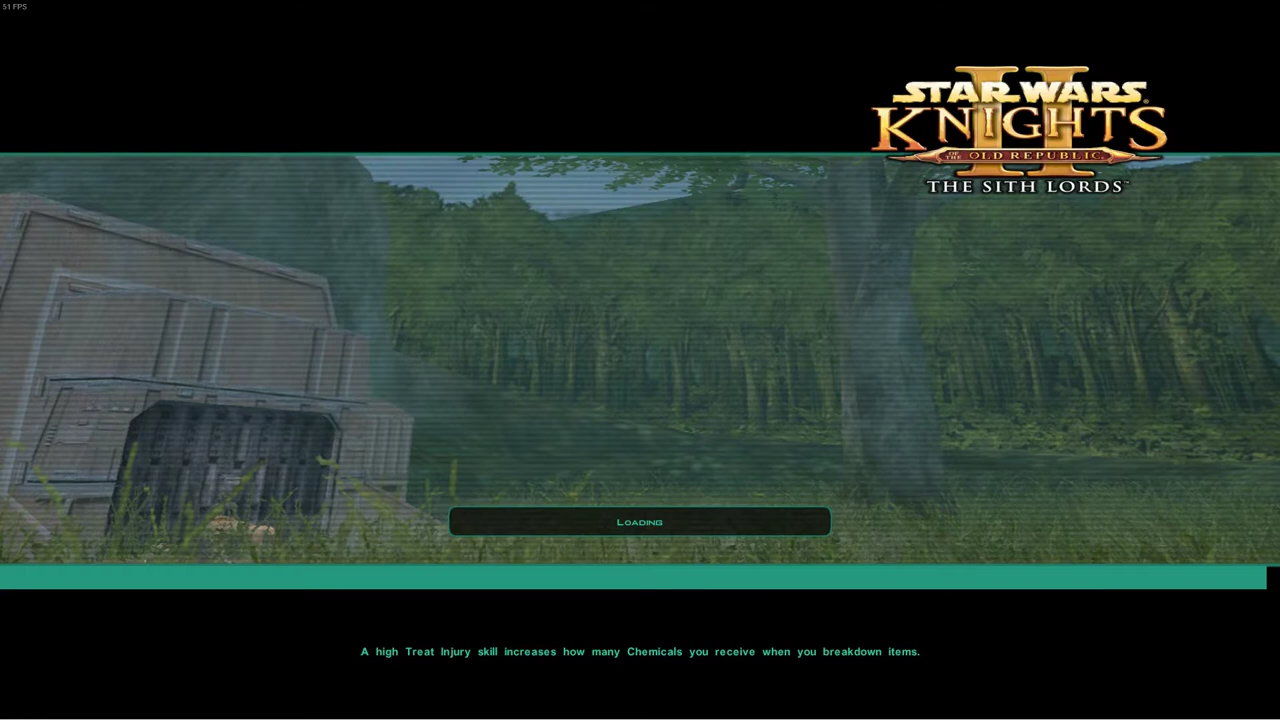 51 FPS
STAR WARS
KNIGHTS
II
OF THE OLD REPUBLIC
THE SITH LORDS™
LOADING
A high Treat Injury skill increases how many Chemicals you receive when you breakdown items.